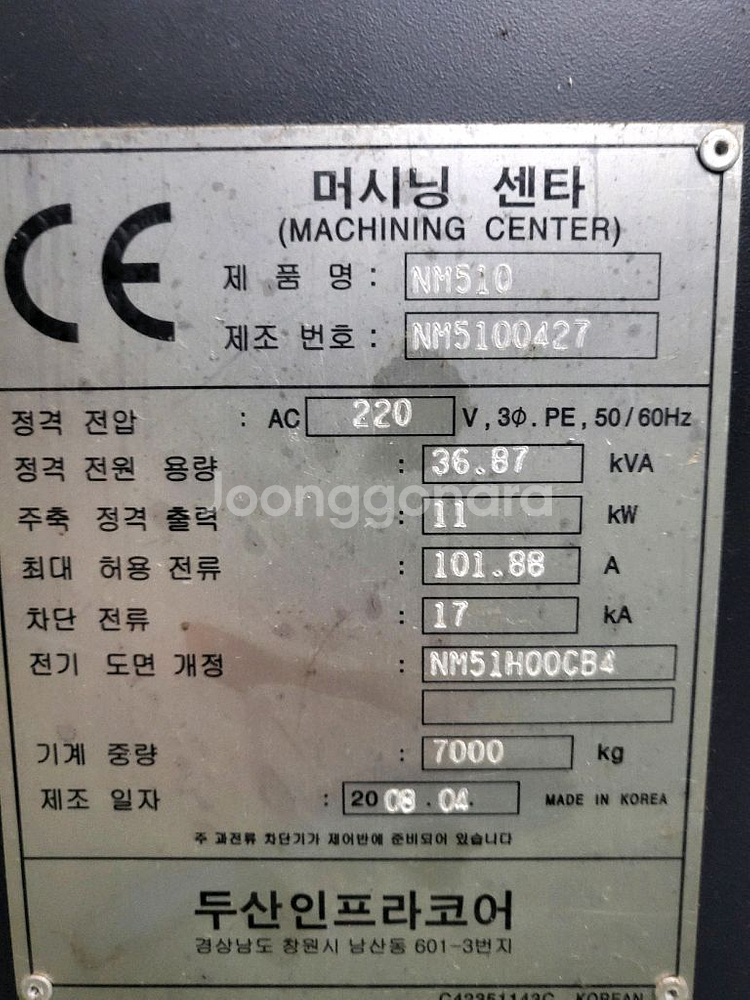 CE
머시닝 센타
(MACHINING CENTER)
제 품 명 : NM510
제조 번호 : NM5100427
정격 전압 : AC 220 V , 3Φ . PE , 50 / 60Hz
정격 전원 용량 : 36.87 kVA
Joonggonara
주축 정격 출력 : 11 kW
최대 허용 전류 : 101.88 A
차단 전류 : 17 kA
전기 도면 개정 : NM51H00CB4
기계 중량 : 7000 kg
제조 일자 : 2008 . 04. MADE IN KOREA
주 과전류 차단기가 제어반에 준비되어 있습니다
두산인프라코어
경상남도 창원시 남산동 601-3번지
C42351143C KOREAN